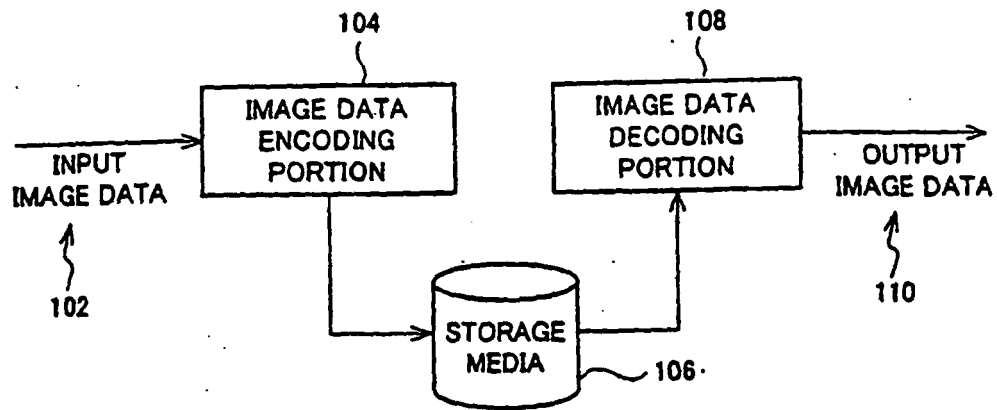 104
108
IMAGE DATA
ENCODING
PORTION
IMAGE DATA
DECODING
PORTION
INPUT
IMAGE DATA
OUTPUT
IMAGE DATA
102
110
STORAGE
MEDIA
106